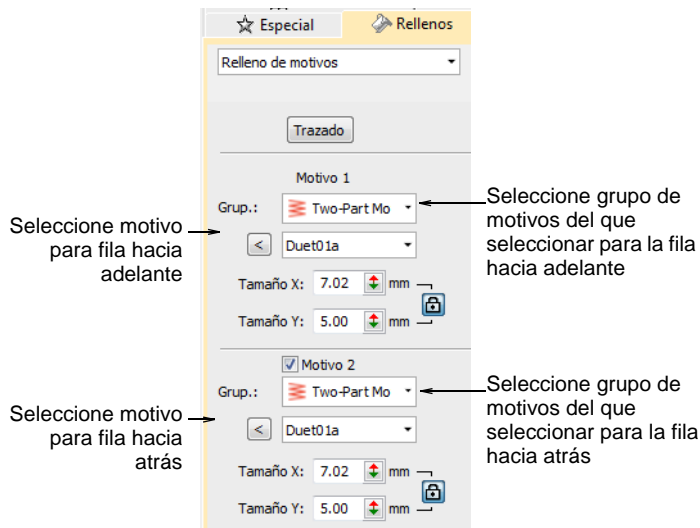 Especial
Rellenos
Relleno de motivos
Trazado
Motivo 1
Grup.:
Two-Part Mo
Seleccione grupo de
motivos del que
seleccionar para la fila
hacia adelante
Seleccione motivo
para fila hacia
adelante
<
Duet01a
Tamaño X: 7.02 mm
Tamaño Y: 5.00 mm
Motivo 2
Grup.:
Two-Part Mo
Seleccione grupo de
motivos del que
seleccionar para la fila
hacia atrás
Seleccione motivo
para fila hacia
atrás
<
Duet01a
Tamaño X: 7.02 mm
Tamaño Y: 5.00 mm